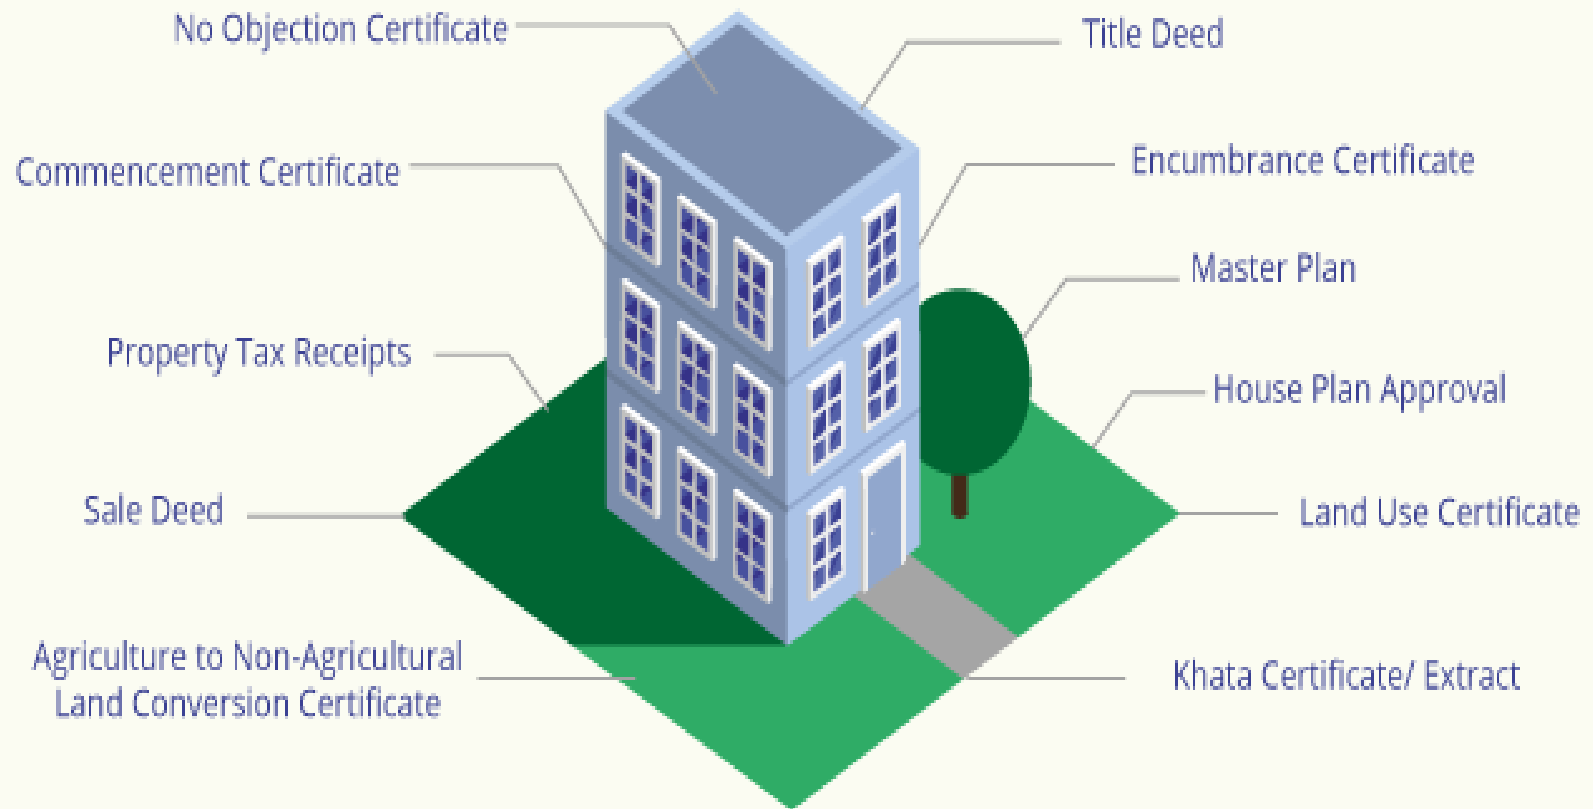 No Objection Certificate
Title Deed
Commencement Certificate
Encumbrance Certificate
Master Plan
Property Tax Receipts
House Plan Approval
Sale Deed
Land Use Certificate
Agriculture to Non-Agricultural
Land Conversion Certificate
Khata Certificate/ Extract